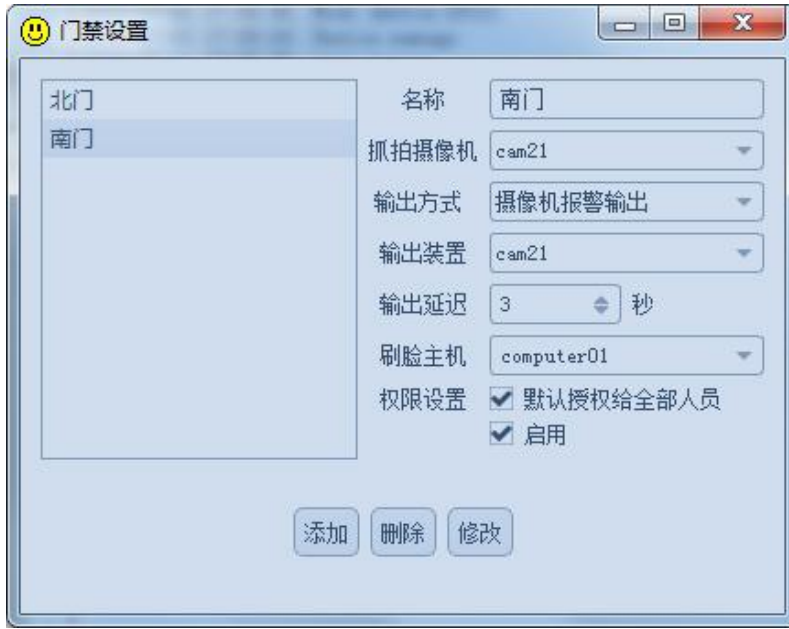 门禁设置
北门
南门
名称 南门
抓拍摄像机 cam21
输出方式 摄像机报警输出
输出装置 cam21
输出延迟 3 秒
刷脸主机 computer01
权限设置 默认授权给全部人员
启用
添加 删除 修改